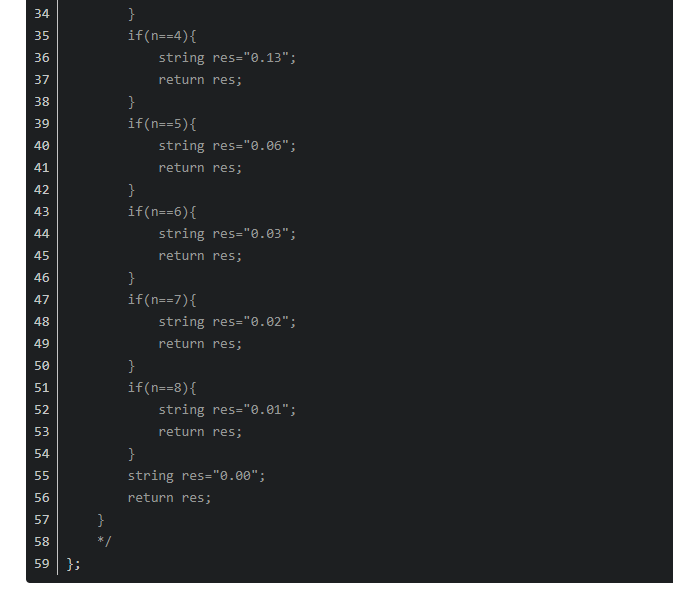 34         }
35         if(n==4){
36             string res="0.13";
37             return res;
38         }
39         if(n==5){
40             string res="0.06";
41             return res;
42         }
43         if(n==6){
44             string res="0.03";
45             return res;
46         }
47         if(n==7){
48             string res="0.02";
49             return res;
50         }
51         if(n==8){
52             string res="0.01";
53             return res;
54         }
55         string res="0.00";
56         return res;
57     }
58     */
59 };